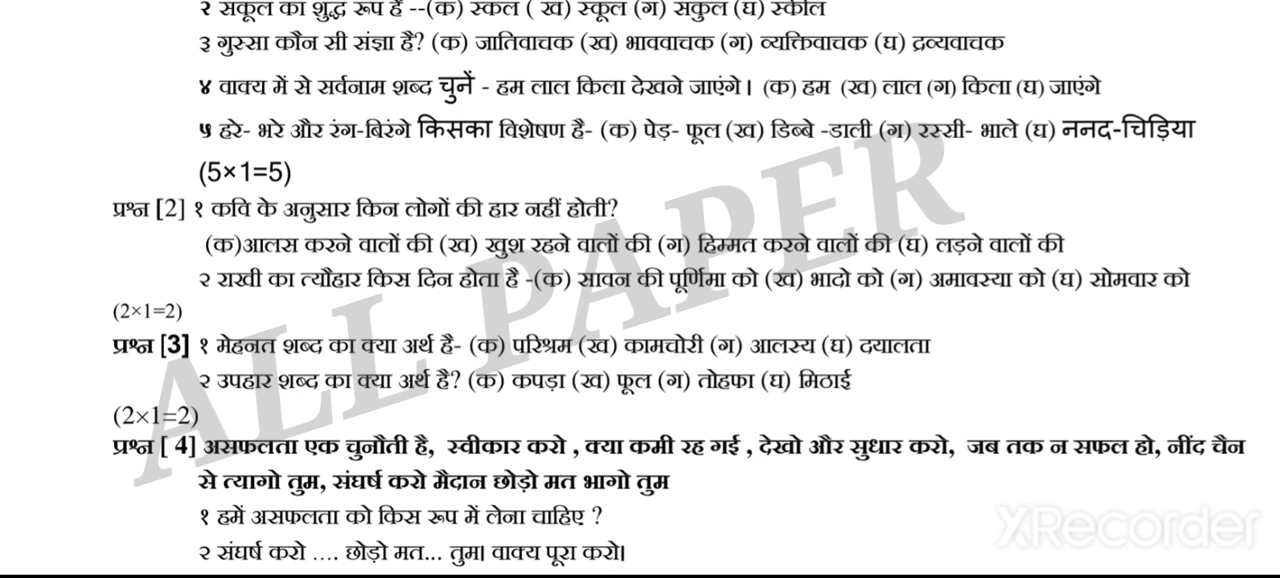 २ सकूल का शुद्ध रूप है --(क) स्कल ( ख) स्कूल (ग) सकुल (घ) स्कील
३ गुस्सा कौन सी संज्ञा है? (क) जातिवाचक (ख) भाववाचक (ग) व्यक्तिवाचक (घ) द्रव्यवाचक
४ वाक्य में से सर्वनाम शब्द चुनें - हम लाल किला देखने जाएंगे। (क) हम (ख) लाल (ग) किला (घ) जाएंगे
५ हरे- भरे और रंग-बिरंगे किसका विशेषण है- (क) पेड़- फूल (ख) डिब्बे -डाली (ग) रस्सी- भाले (घ) ननद-चिड़िया
(5×1=5)
प्रश्न [2] १ कवि के अनुसार किन लोगों की हार नहीं होती?
(क)आलस करने वालों की (ख) खुश रहने वालों की (ग) हिम्मत करने वालों की (घ) लड़ने वालों की
२ राखी का त्यौहार किस दिन होता है -(क) सावन की पूर्णिमा को (ख) भादो को (ग) अमावस्या को (घ) सोमवार को
(2×1=2)
प्रश्न [3] १ मेहनत शब्द का क्या अर्थ है- (क) परिश्रम (ख) कामचोरी (ग) आलस्य (घ) दयालता
२ उपहार शब्द का क्या अर्थ है? (क) कपड़ा (ख) फूल (ग) तोहफा (घ) मिठाई
(2×1=2)
प्रश्न [ 4] असफलता एक चुनौती है, स्वीकार करो , क्या कमी रह गई , देखो और सुधार करो, जब तक न सफल हो, नींद चैन
से त्यागो तुम, संघर्ष करो मैदान छोड़ो मत भागो तुम
१ हमें असफलता को किस रूप में लेना चाहिए ?
२ संघर्ष करो .... छोड़ो मत... तुम। वाक्य पूरा करो।
ALL PAPER
XRecorder